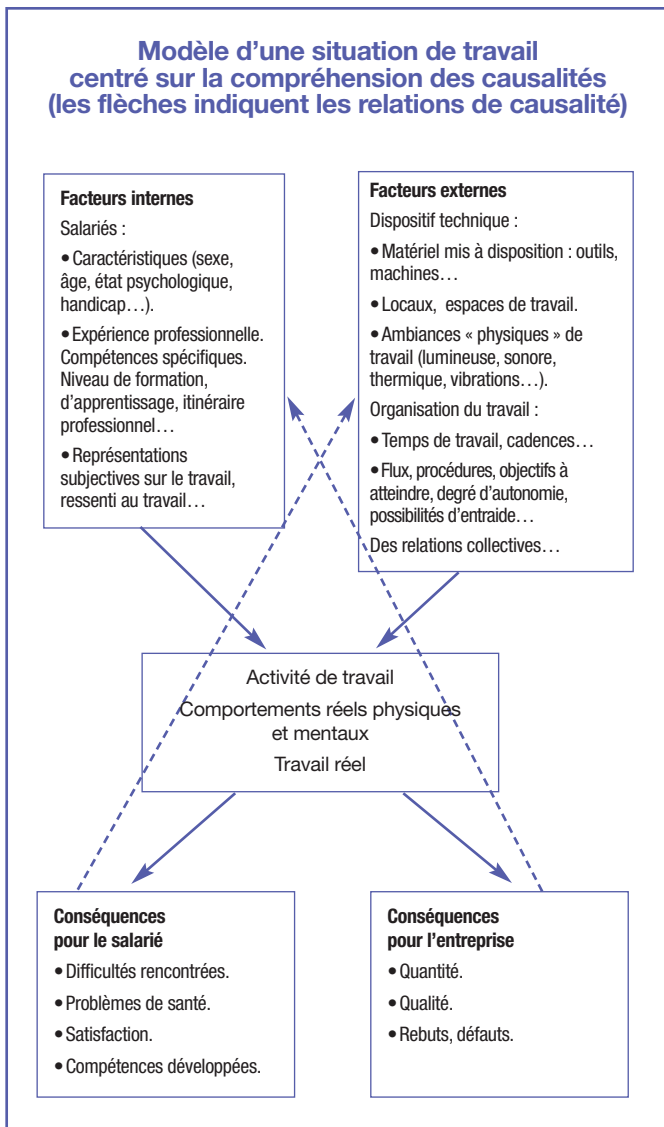 Modèle d'une situation de travail
centré sur la compréhension des causalités
(les flèches indiquent les relations de causalité)
Facteurs internes
Salariés :
• Caractéristiques (sexe,
âge, état psychologique,
handicap…).
• Expérience professionnelle.
Compétences spécifiques.
Niveau de formation,
d'apprentissage, itinéraire
professionnel…
• Représentations
subjectives sur le travail,
ressenti au travail…
Facteurs externes
Dispositif technique :
• Matériel mis à disposition : outils,
machines…
• Locaux, espaces de travail.
• Ambiances « physiques » de
travail (lumineuse, sonore,
thermique, vibrations…).
Organisation du travail :
• Temps de travail, cadences…
• Flux, procédures, objectifs à
atteindre, degré d'autonomie,
possibilités d'entraide…
Des relations collectives…
Activité de travail
Comportements réels physiques
et mentaux
Travail réel
Conséquences
pour le salarié
• Difficultés rencontrées.
• Problèmes de santé.
• Satisfaction.
• Compétences développées.
Conséquences
pour l'entreprise
• Quantité.
• Qualité.
• Rebuts, défauts.